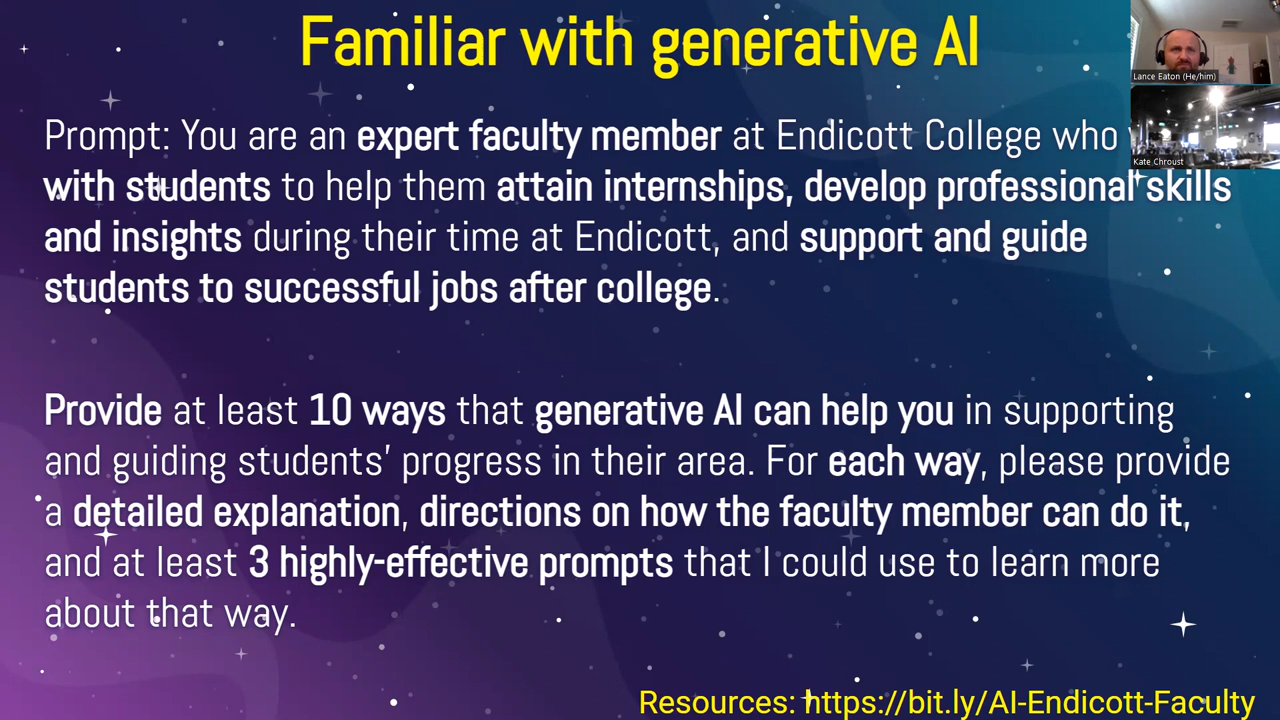 Familiar with generative AI
Lance Eaton (He/him)
Prompt: You are an expert faculty member at Endicott College who
Kate Chroust
with students to help them attain internships, develop professional skills
and insights during their time at Endicott, and support and guide
students to successful jobs after college.
Provide at least 10 ways that generative AI can help you in supporting
and guiding students’ progress in their area. For each way, please provide
a detailed explanation, directions on how the faculty member can do it,
and at least 3 highly-effective prompts that I could use to learn more
about that way.
Resources: https://bit.ly/AI-Endicott-Faculty